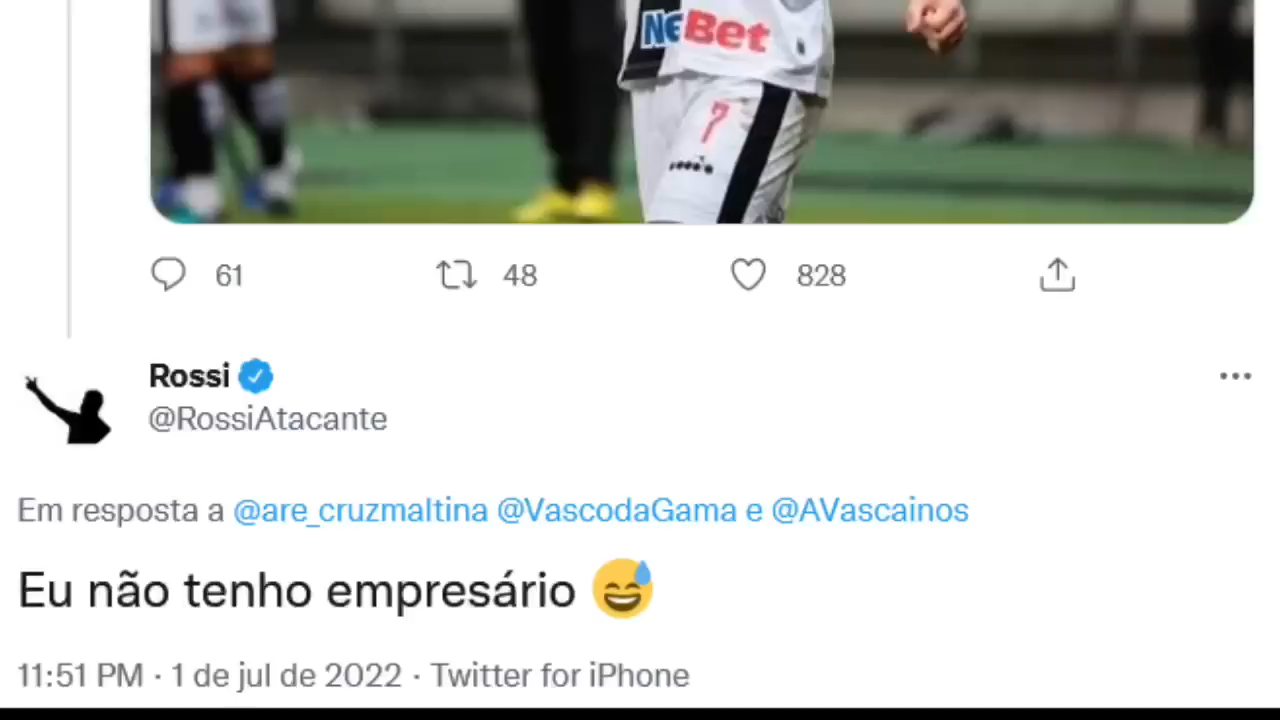 NEBet
7
61 48 828
Rossi
@RossiAtacante
Em resposta a @are_cruzmaltina @VascodaGama e @AVascainos
Eu não tenho empresário 😅
11:51 PM · 1 de jul de 2022 · Twitter for iPhone